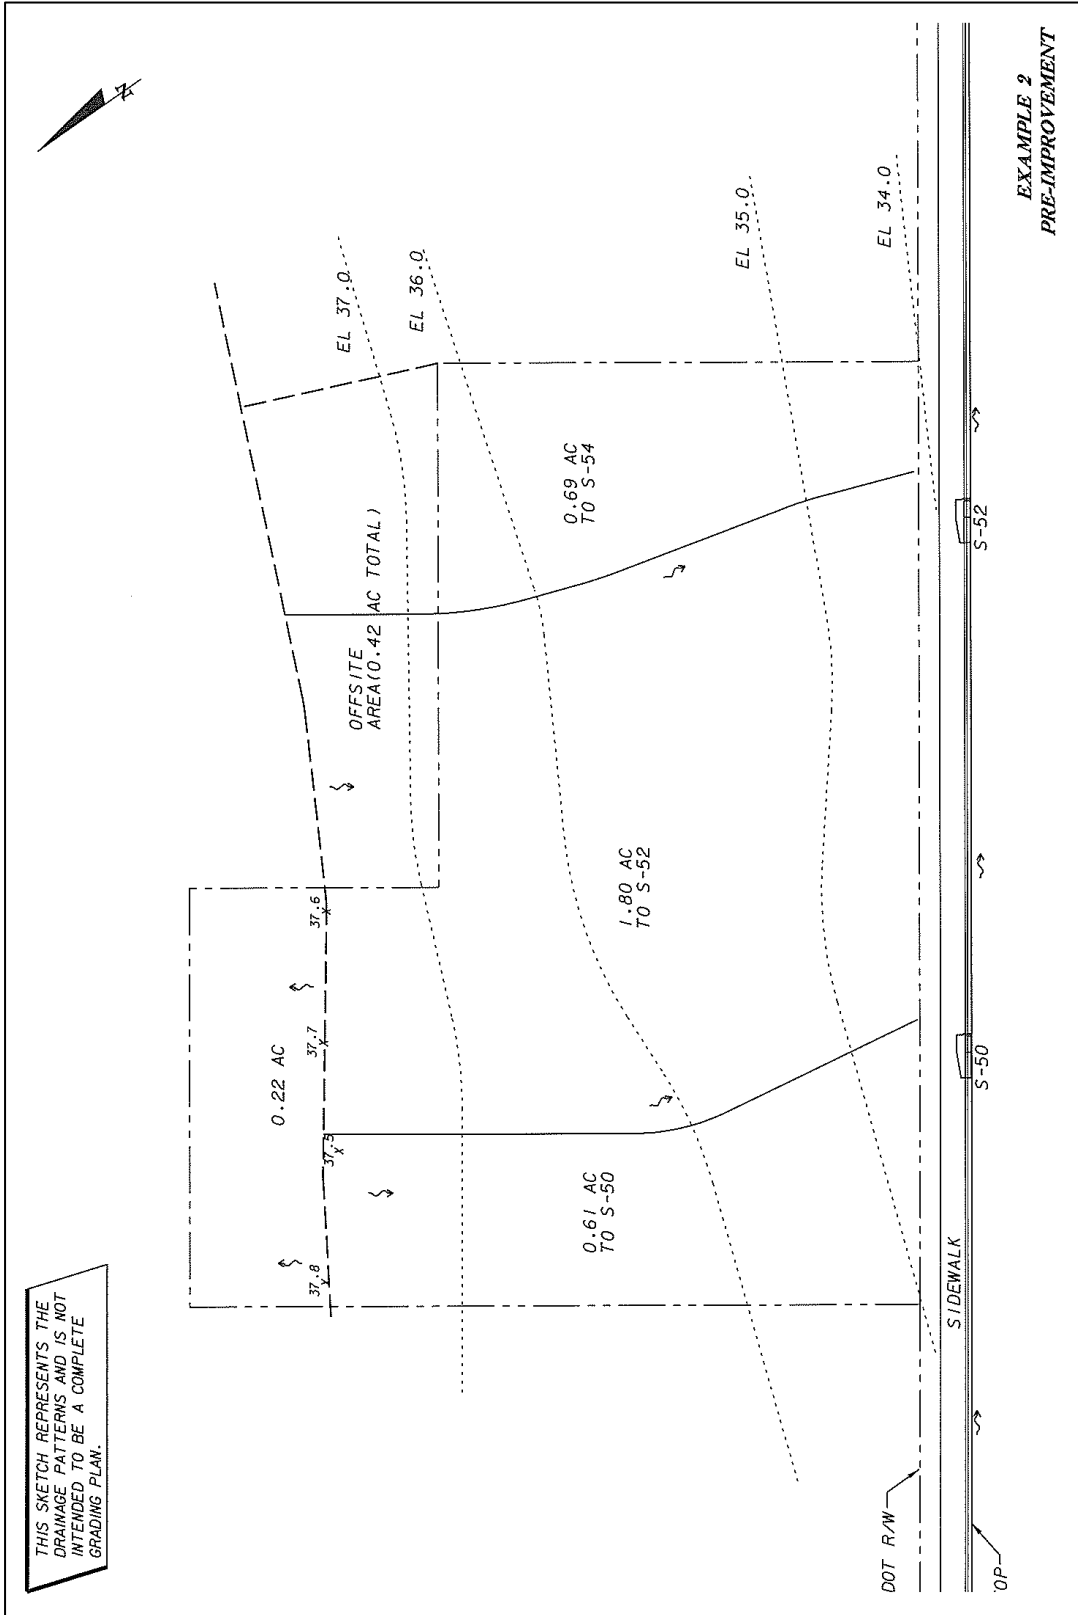 THIS SKETCH REPRESENTS THE
DRAINAGE PATTERNS AND IS NOT
INTENDED TO BE A COMPLETE
GRADING PLAN.
N
37.8
37.5
37.7
37.6
0.22 AC
OFFSITE
AREA(0.42 AC TOTAL)
EL 37.0
EL 36.0
EL 35.0
EL 34.0
0.61 AC
TO S-50
1.80 AC
TO S-52
0.69 AC
TO S-54
DOT R/W
SIDEWALK
OP
S-50
S-52
EXAMPLE 2
PRE-IMPROVEMENT